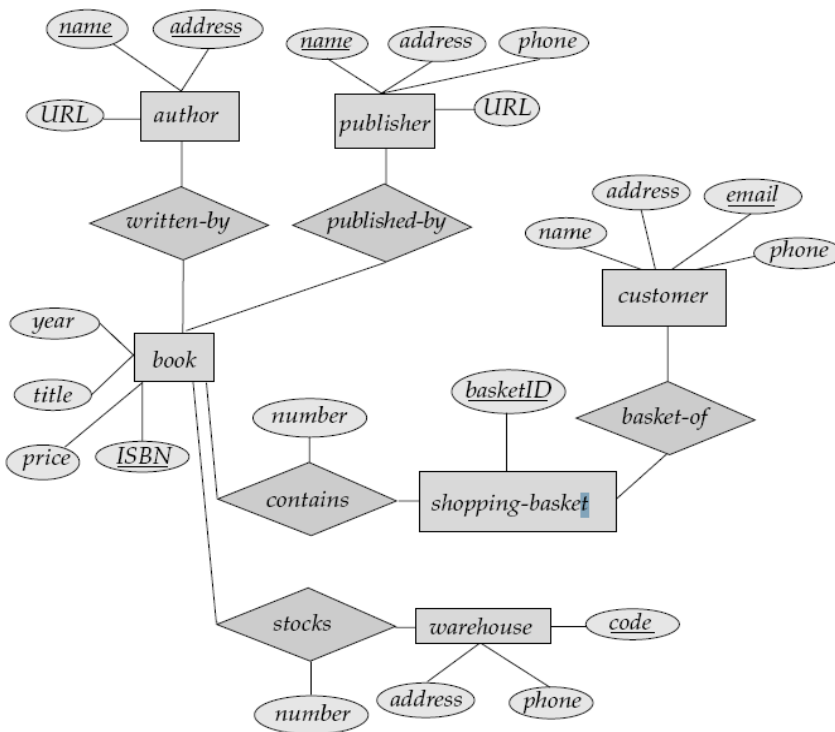 name
address
name
address
phone
URL
author
publisher
URL
written-by
published-by
address
email
name
phone
customer
year
book
title
price
ISBN
number
basketID
basket-of
contains
shopping-basket
stocks
warehouse
code
number
address
phone